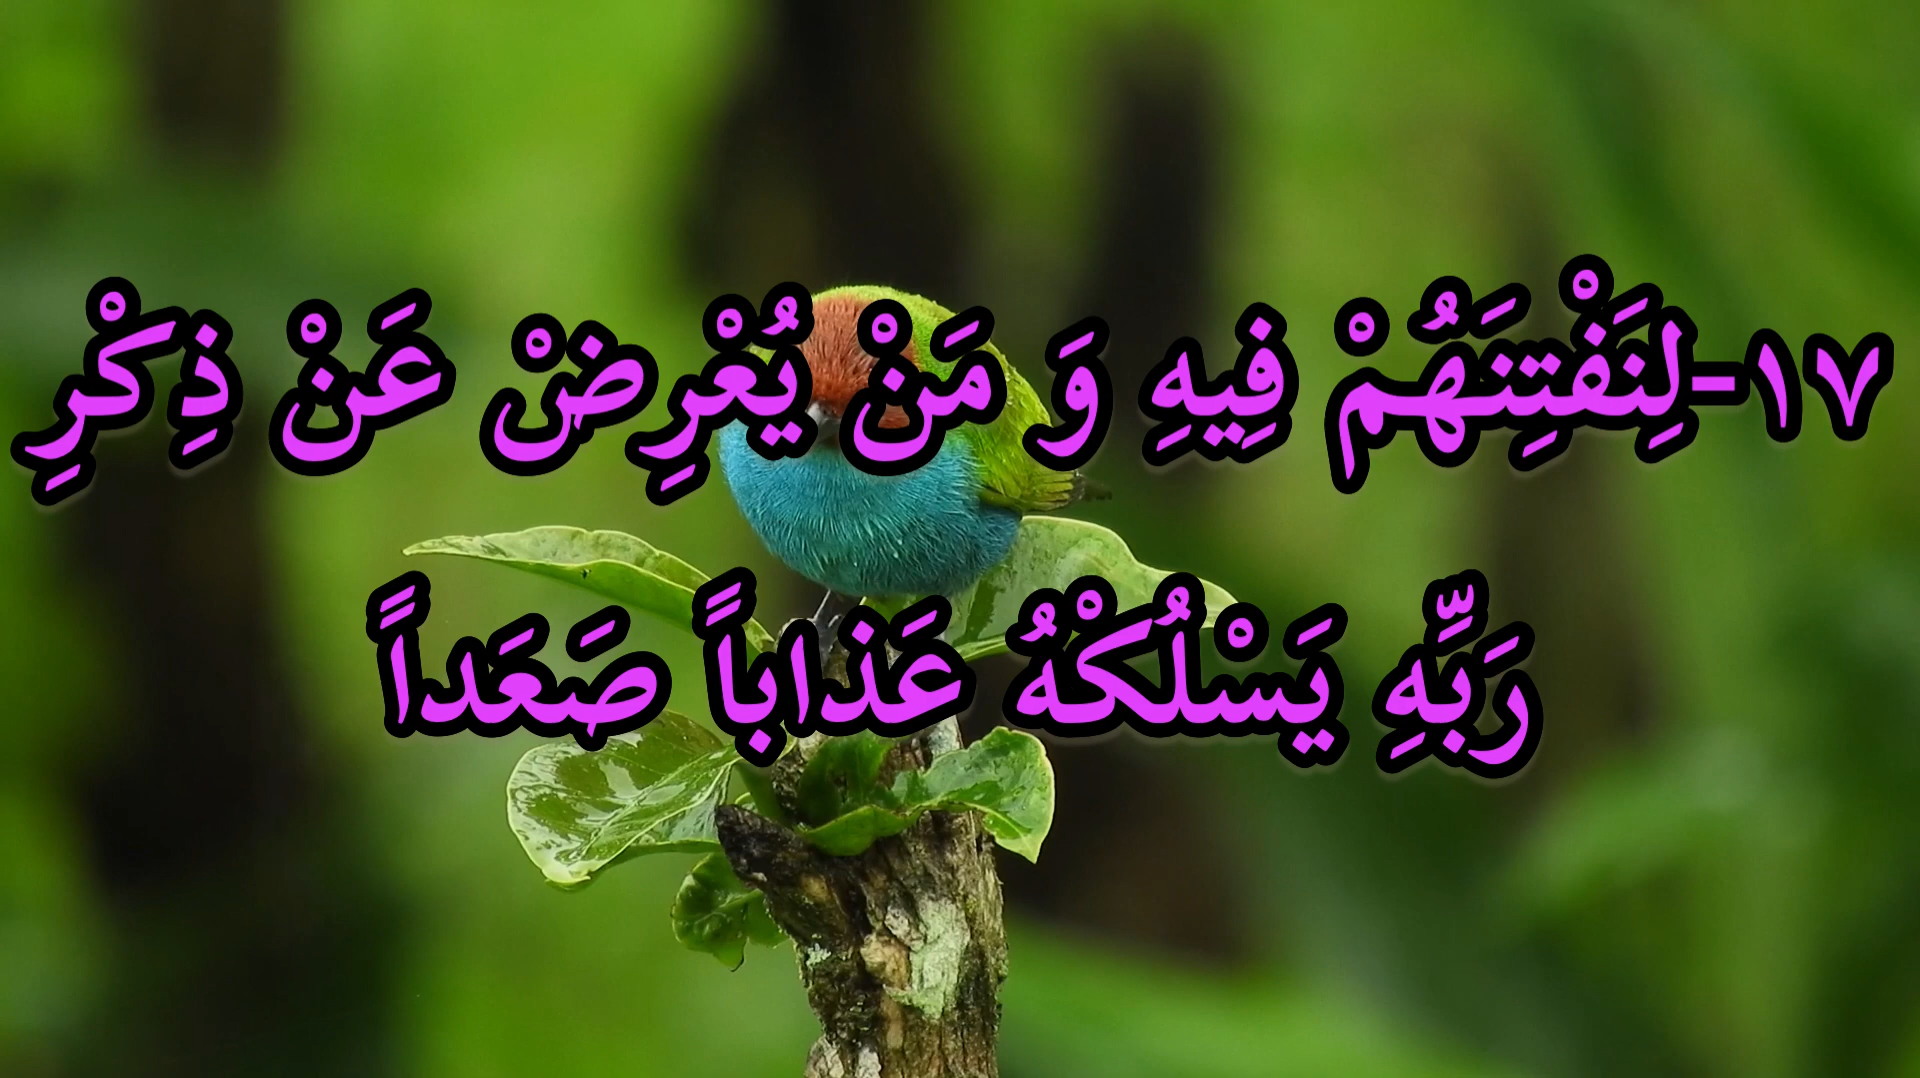 ١٧-لِنَفْتِنَهُمْ فِيهِ وَ مَنْ يُعْرِضْ عَنْ ذِكْرِ
رَبِّهِ يَسْلُكْهُ عَذاباً صَعَداً